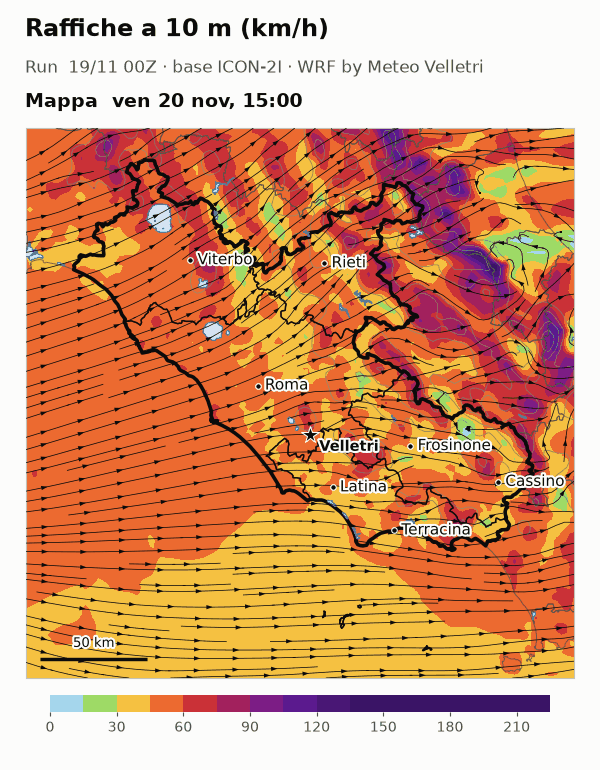 Raffiche a 10 m (km/h)
Run  19/11 00Z · base ICON-2I · WRF by Meteo Velletri
Mappa  ven 20 nov, 15:00
Viterbo
Rieti
Roma
Velletri
Frosinone
Latina
Cassino
Terracina
50 km
0 30 60 90 120 150 180 210